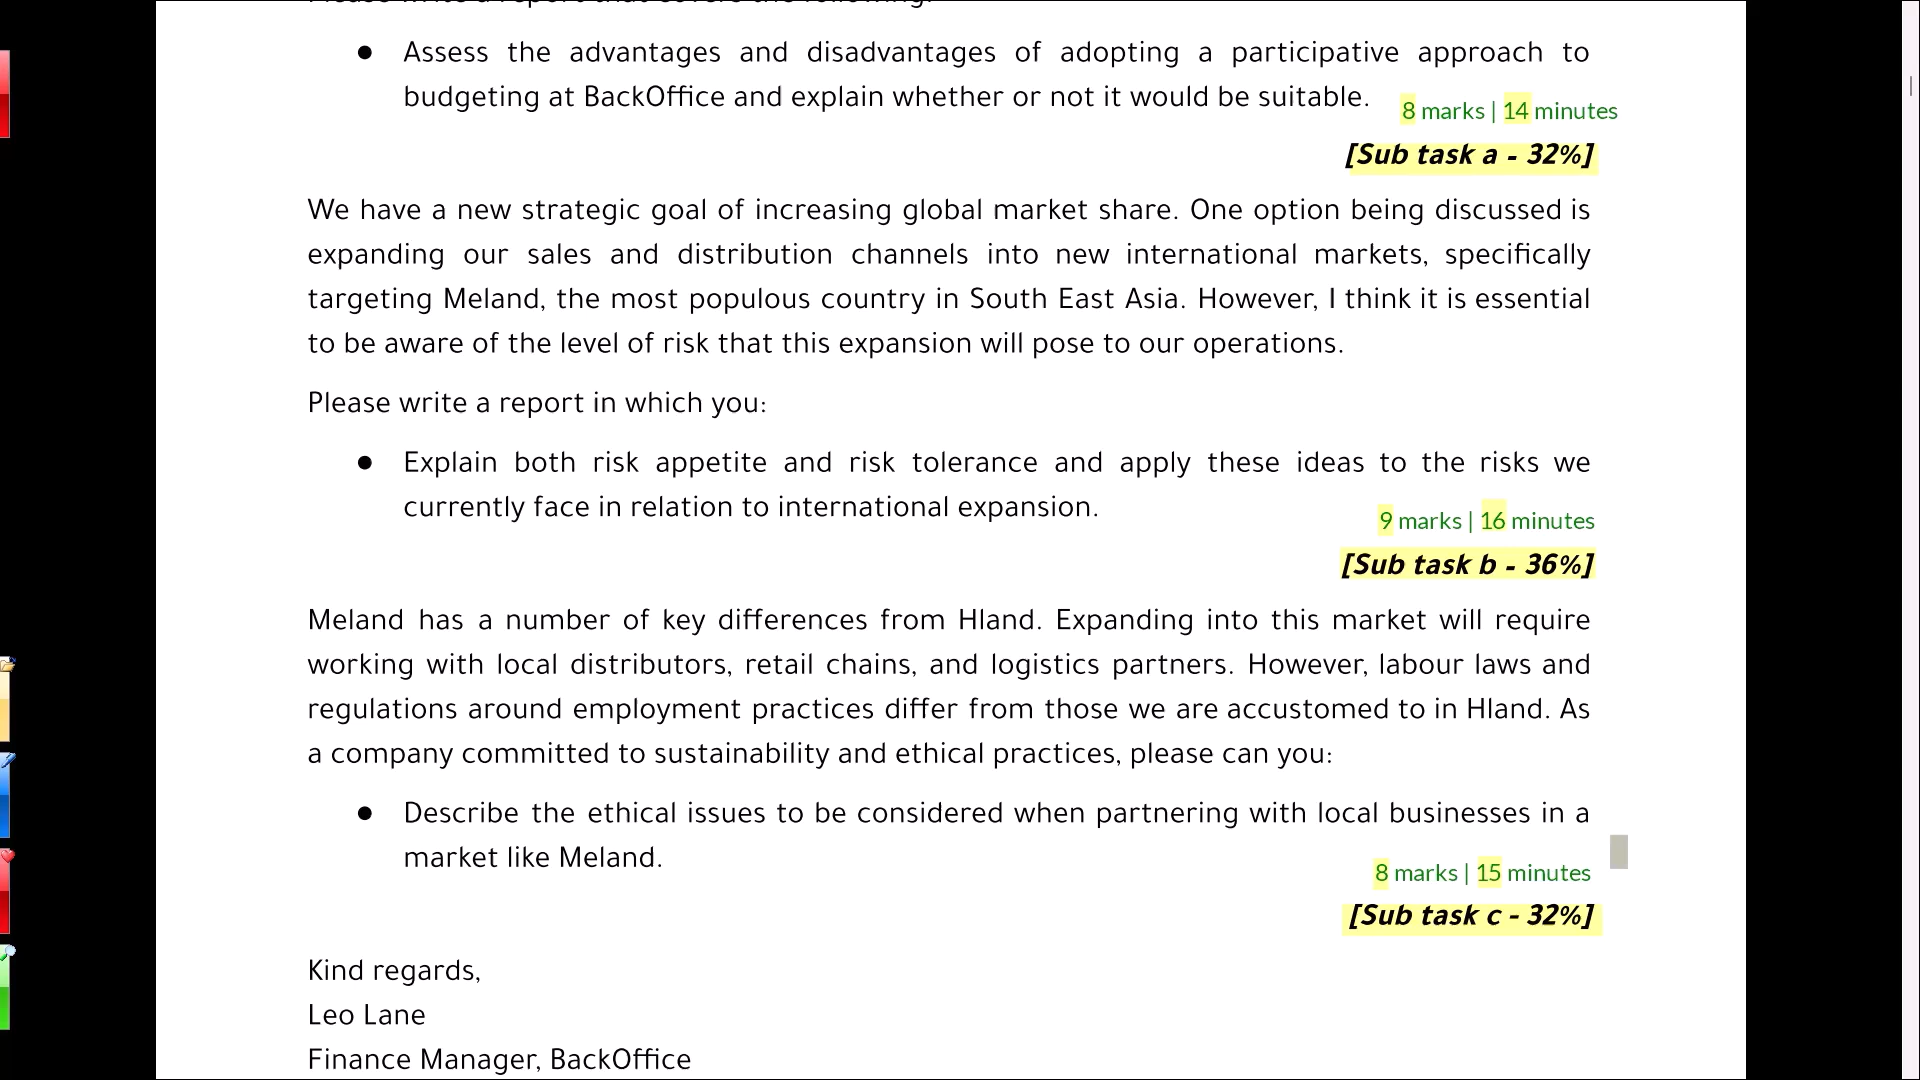 Please write a report that covers the following:
● Assess the advantages and disadvantages of adopting a participative approach to
budgeting at BackOffice and explain whether or not it would be suitable.
8 marks | 14 minutes
[Sub task a - 32%]
We have a new strategic goal of increasing global market share. One option being discussed is
expanding our sales and distribution channels into new international markets, specifically
targeting Meland, the most populous country in South East Asia. However, I think it is essential
to be aware of the level of risk that this expansion will pose to our operations.
Please write a report in which you:
● Explain both risk appetite and risk tolerance and apply these ideas to the risks we
currently face in relation to international expansion.
9 marks | 16 minutes
[Sub task b - 36%]
Meland has a number of key differences from Hland. Expanding into this market will require
working with local distributors, retail chains, and logistics partners. However, labour laws and
regulations around employment practices differ from those we are accustomed to in Hland. As
a company committed to sustainability and ethical practices, please can you:
● Describe the ethical issues to be considered when partnering with local businesses in a
market like Meland.
8 marks | 15 minutes
[Sub task c - 32%]
Kind regards,
Leo Lane
Finance Manager, BackOffice